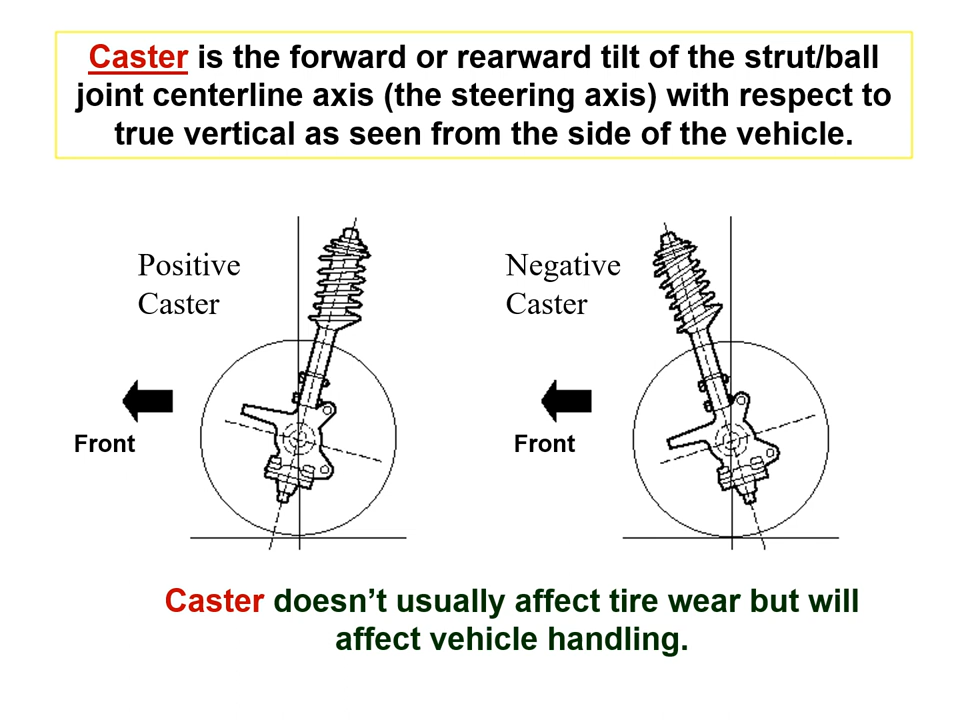 Caster is the forward or rearward tilt of the strut/ball
joint centerline axis (the steering axis) with respect to
true vertical as seen from the side of the vehicle.
Positive
Caster
Negative
Caster
Front
Front
Caster doesn’t usually affect tire wear but will
affect vehicle handling.